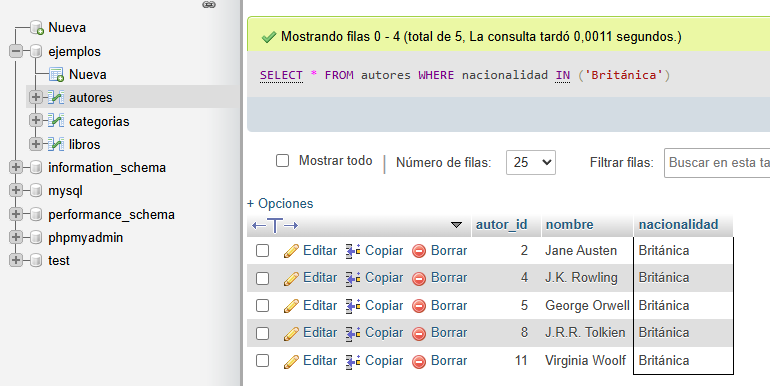 Nueva
ejemplos
Nueva
autores
categorias
libros
information_schema
mysql
performance_schema
phpmyadmin
test
Mostrando filas 0 - 4 (total de 5, La consulta tardó 0,0011 segundos.)
SELECT * FROM autores WHERE nacionalidad IN ('Británica')
Mostrar todo | Número de filas: 25 Filtrar filas: Buscar en esta ta
+ Opciones
autor_id nombre nacionalidad
Editar Copiar Borrar 2 Jane Austen Británica
Editar Copiar Borrar 4 J.K. Rowling Británica
Editar Copiar Borrar 5 George Orwell Británica
Editar Copiar Borrar 8 J.R.R. Tolkien Británica
Editar Copiar Borrar 11 Virginia Woolf Británica